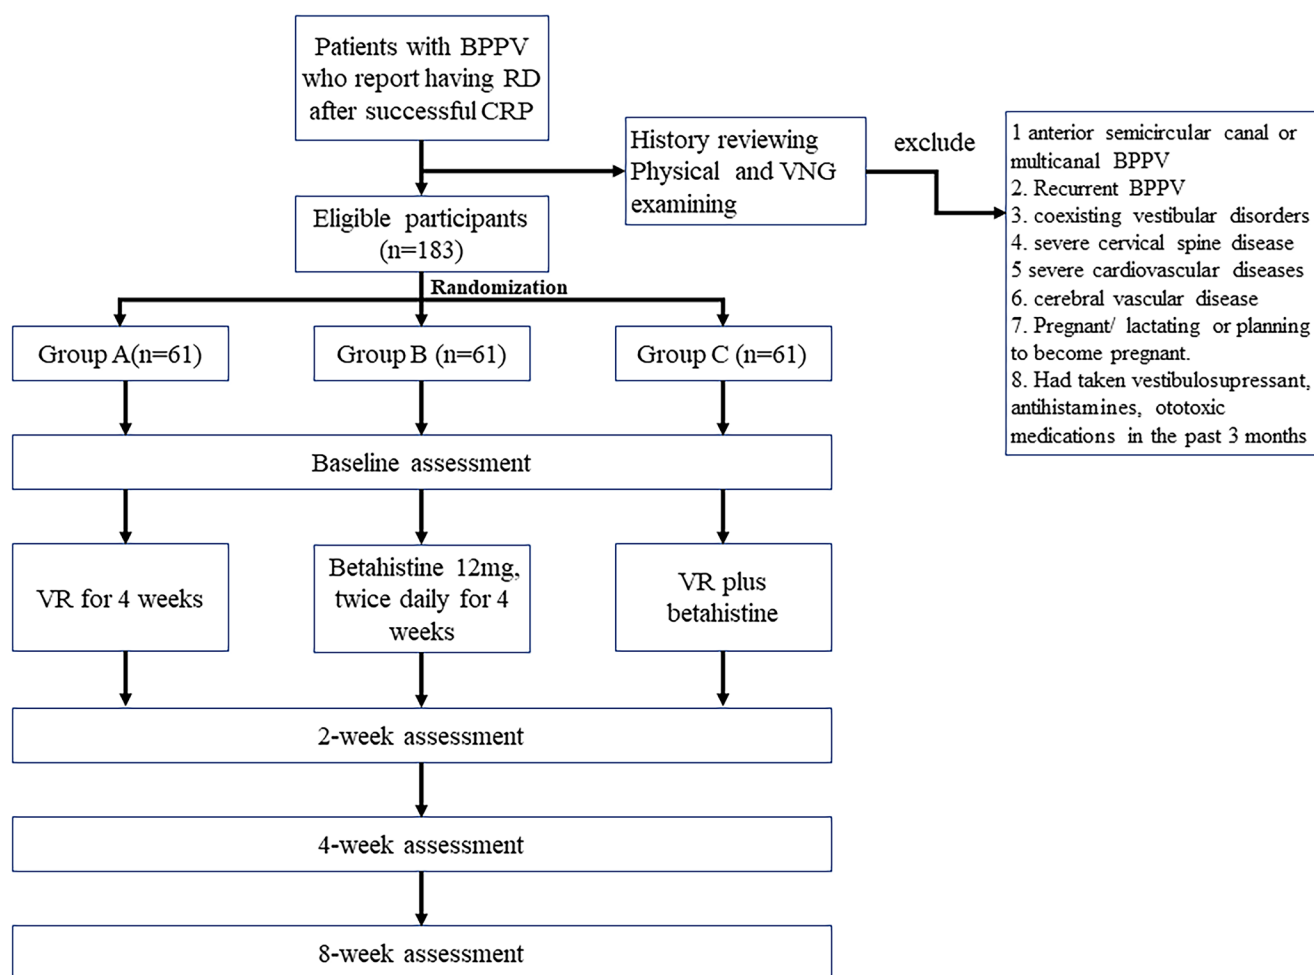 Patients with BPPV
who report having RD
after successful CRP
History reviewing
Physical and VNG
examining
exclude
1 anterior semicircular canal or
multicanal BPPV
2. Recurrent BPPV
3. coexisting vestibular disorders
4. severe cervical spine disease
5 severe cardiovascular diseases
6. cerebral vascular disease
7. Pregnant/ lactating or planning
to become pregnant.
8. Had taken vestibulosupressant,
antihistamines, ototoxic
medications in the past 3 months
Eligible participants
(n=183)
Randomization
Group A(n=61)
Group B (n=61)
Group C (n=61)
Baseline assessment
VR for 4 weeks
Betahistine 12mg,
twice daily for 4
weeks
VR plus
betahistine
2-week assessment
4-week assessment
8-week assessment